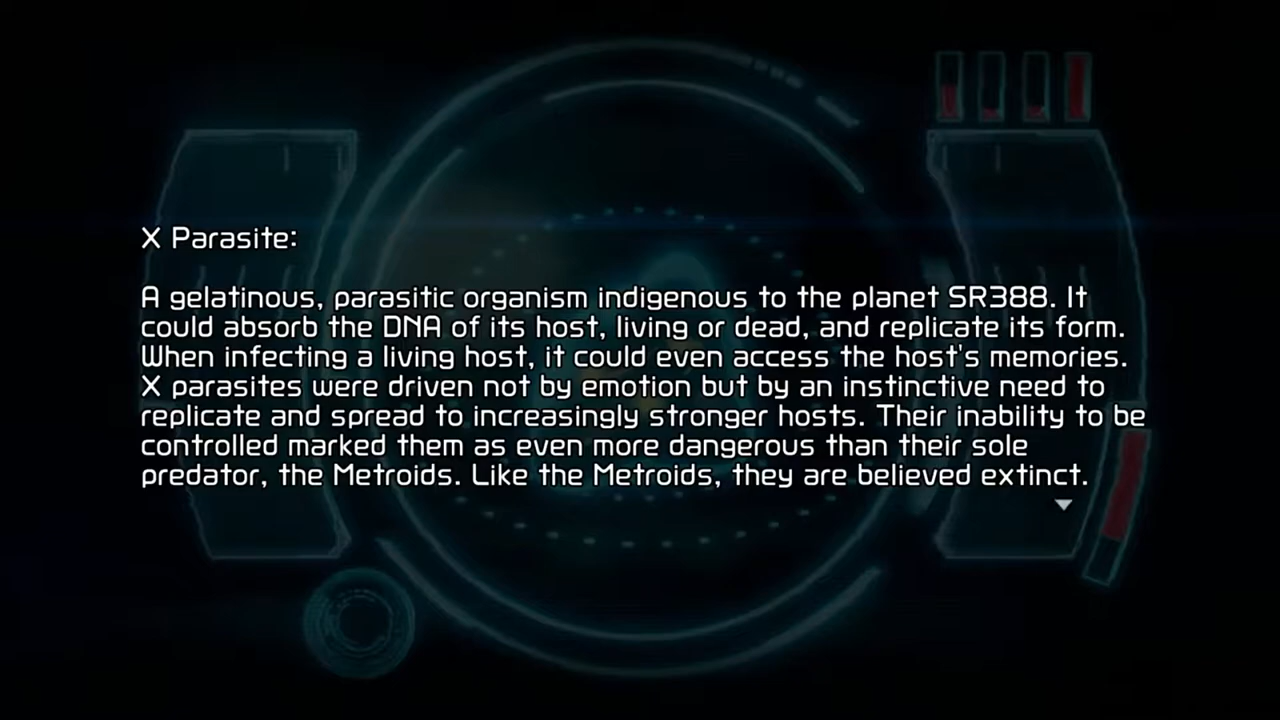 X Parasite:
A gelatinous, parasitic organism indigenous to the planet SR388. It
could absorb the DNA of its host, living or dead, and replicate its form.
When infecting a living host, it could even access the host's memories.
X parasites were driven not by emotion but by an instinctive need to
replicate and spread to increasingly stronger hosts. Their inability to be
controlled marked them as even more dangerous than their sole
predator, the Metroids. Like the Metroids, they are believed extinct.